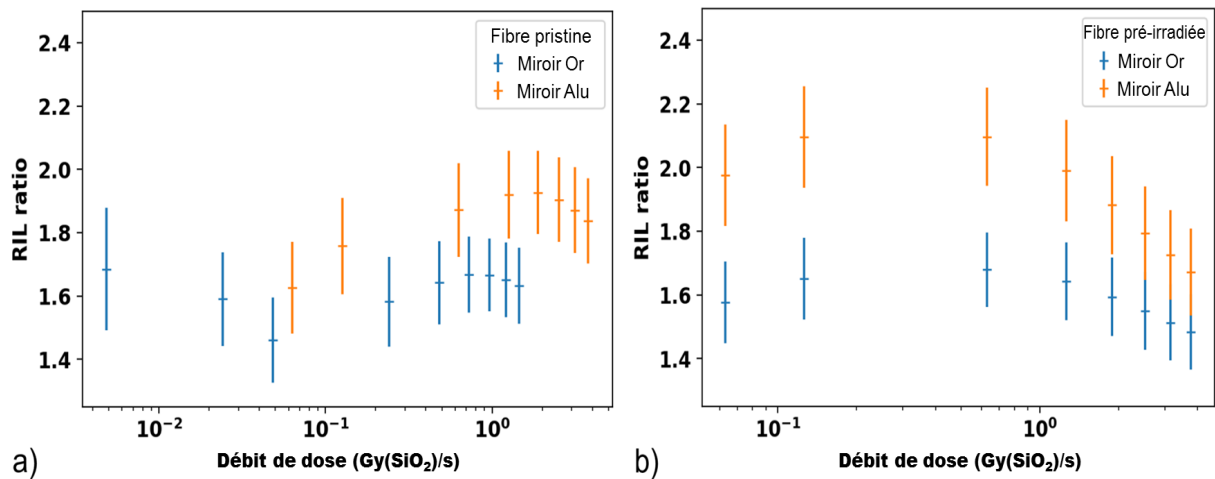 2.4
2.2
2.0
1.8
1.6
1.4
RIL ratio
Fibre pristine
Miroir Or
Miroir Alu
10⁻²
10⁻¹
10⁰
Débit de dose (Gy(SiO₂)/s)
a)
2.4
2.2
2.0
1.8
1.6
1.4
RIL ratio
Fibre pré-irradiée
Miroir Or
Miroir Alu
10⁻¹
10⁰
Débit de dose (Gy(SiO₂)/s)
b)